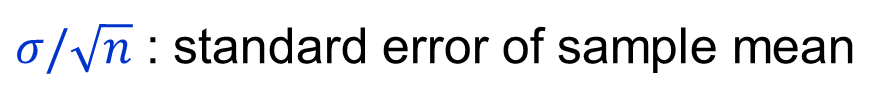 σ/√n : standard error of sample mean